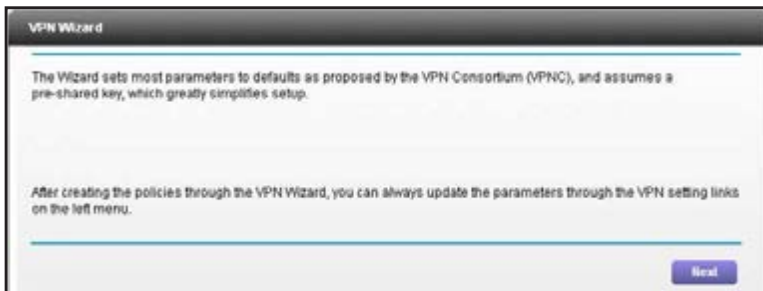 VPN Wizard
The Wizard sets most parameters to defaults as proposed by the VPN Consortium (VPNC), and assumes a
pre-shared key, which greatly simplifies setup.
After creating the policies through the VPN Wizard, you can always update the parameters through the VPN setting links
on the left menu.
Next